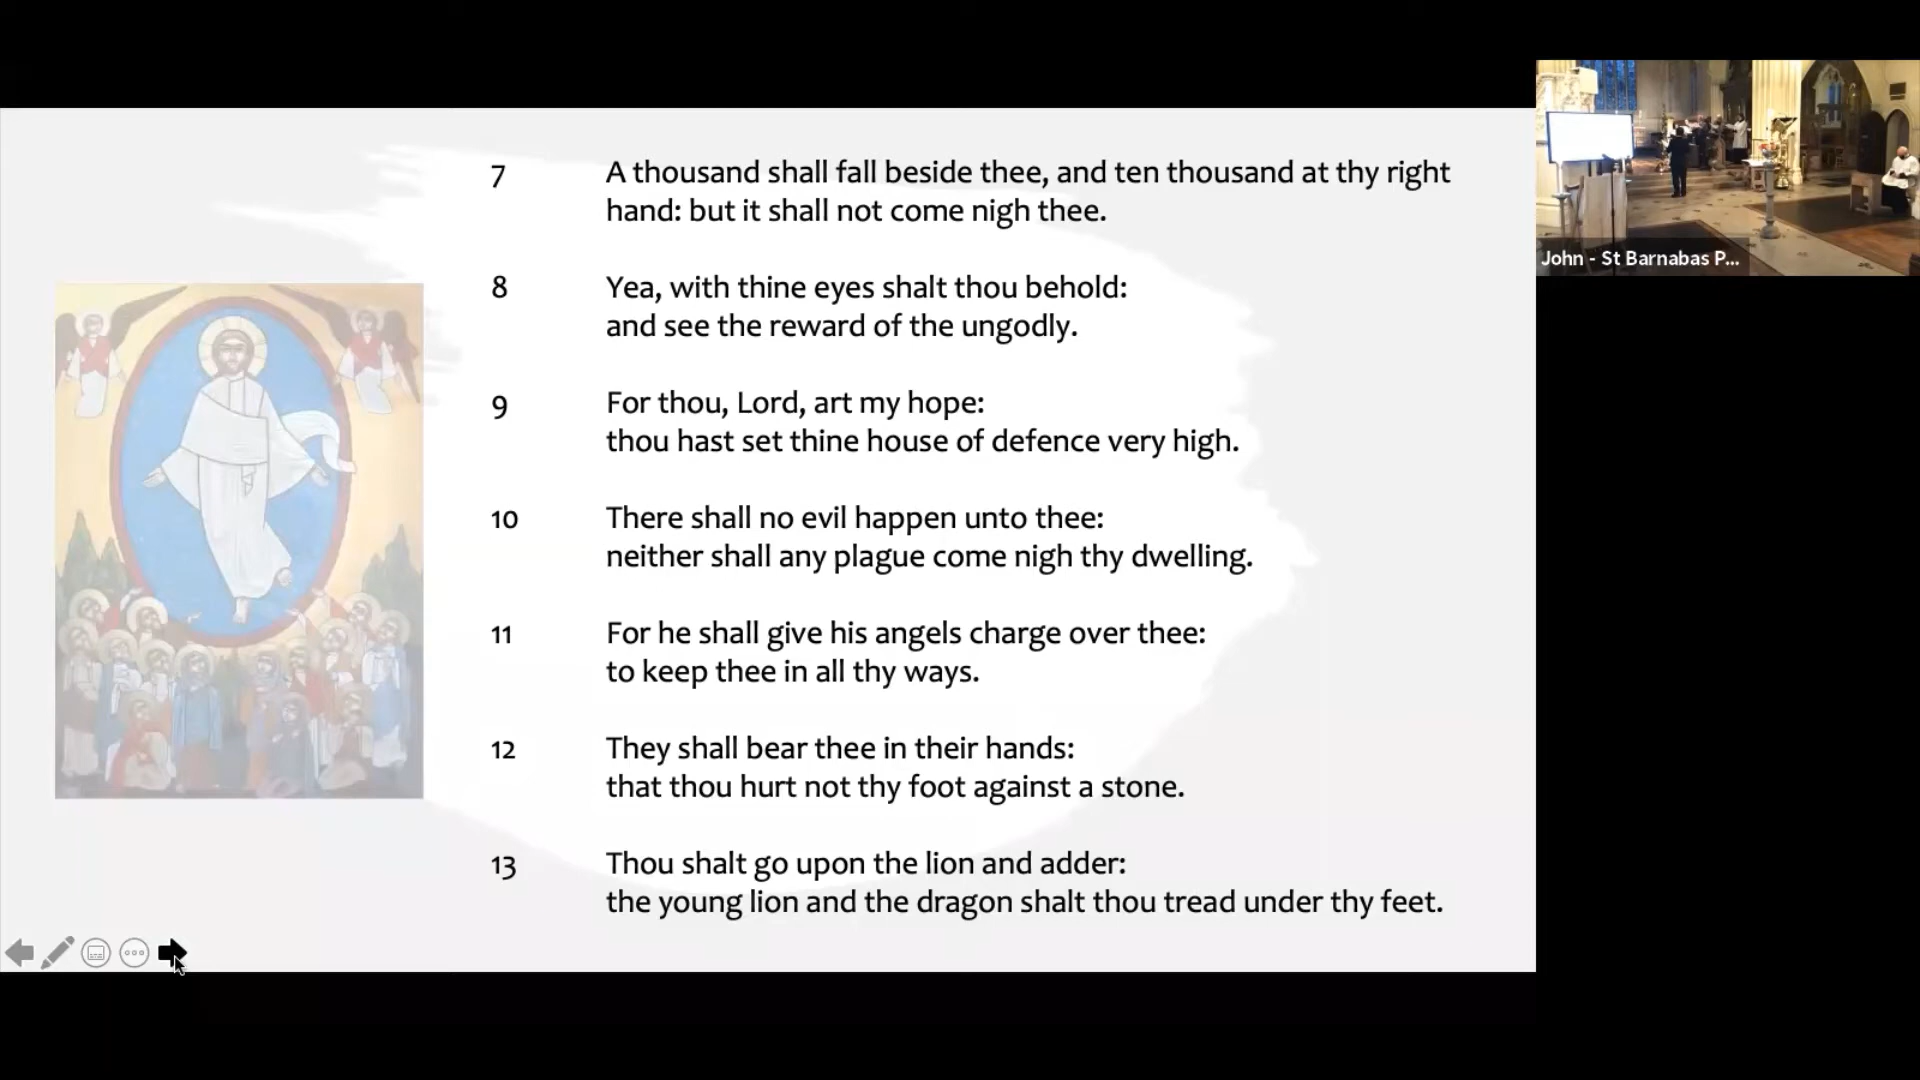 7
A thousand shall fall beside thee, and ten thousand at thy right
hand: but it shall not come nigh thee.
8
Yea, with thine eyes shalt thou behold:
and see the reward of the ungodly.
9
For thou, Lord, art my hope:
thou hast set thine house of defence very high.
10
There shall no evil happen unto thee:
neither shall any plague come nigh thy dwelling.
11
For he shall give his angels charge over thee:
to keep thee in all thy ways.
12
They shall bear thee in their hands:
that thou hurt not thy foot against a stone.
13
Thou shalt go upon the lion and adder:
the young lion and the dragon shalt thou tread under thy feet.
John - St Barnabas P...